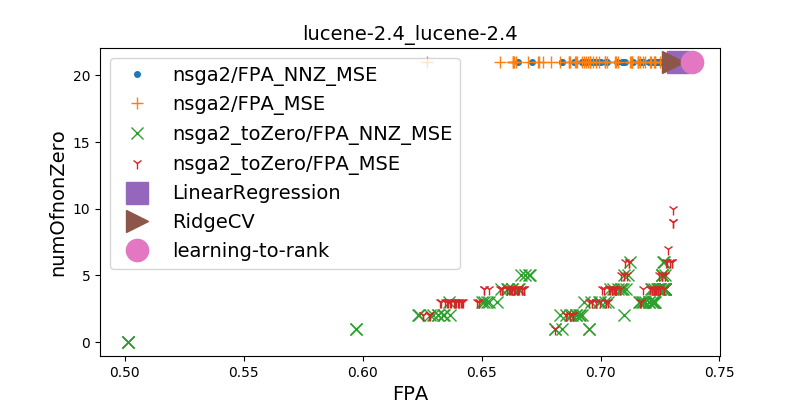 lucene-2.4_lucene-2.4
numOfnonZero
20
15
10
5
0
nsga2/FPA_NNZ_MSE
nsga2/FPA_MSE
nsga2_toZero/FPA_NNZ_MSE
nsga2_toZero/FPA_MSE
LinearRegression
RidgeCV
learning-to-rank
0.50 0.55 0.60 0.65 0.70 0.75
FPA